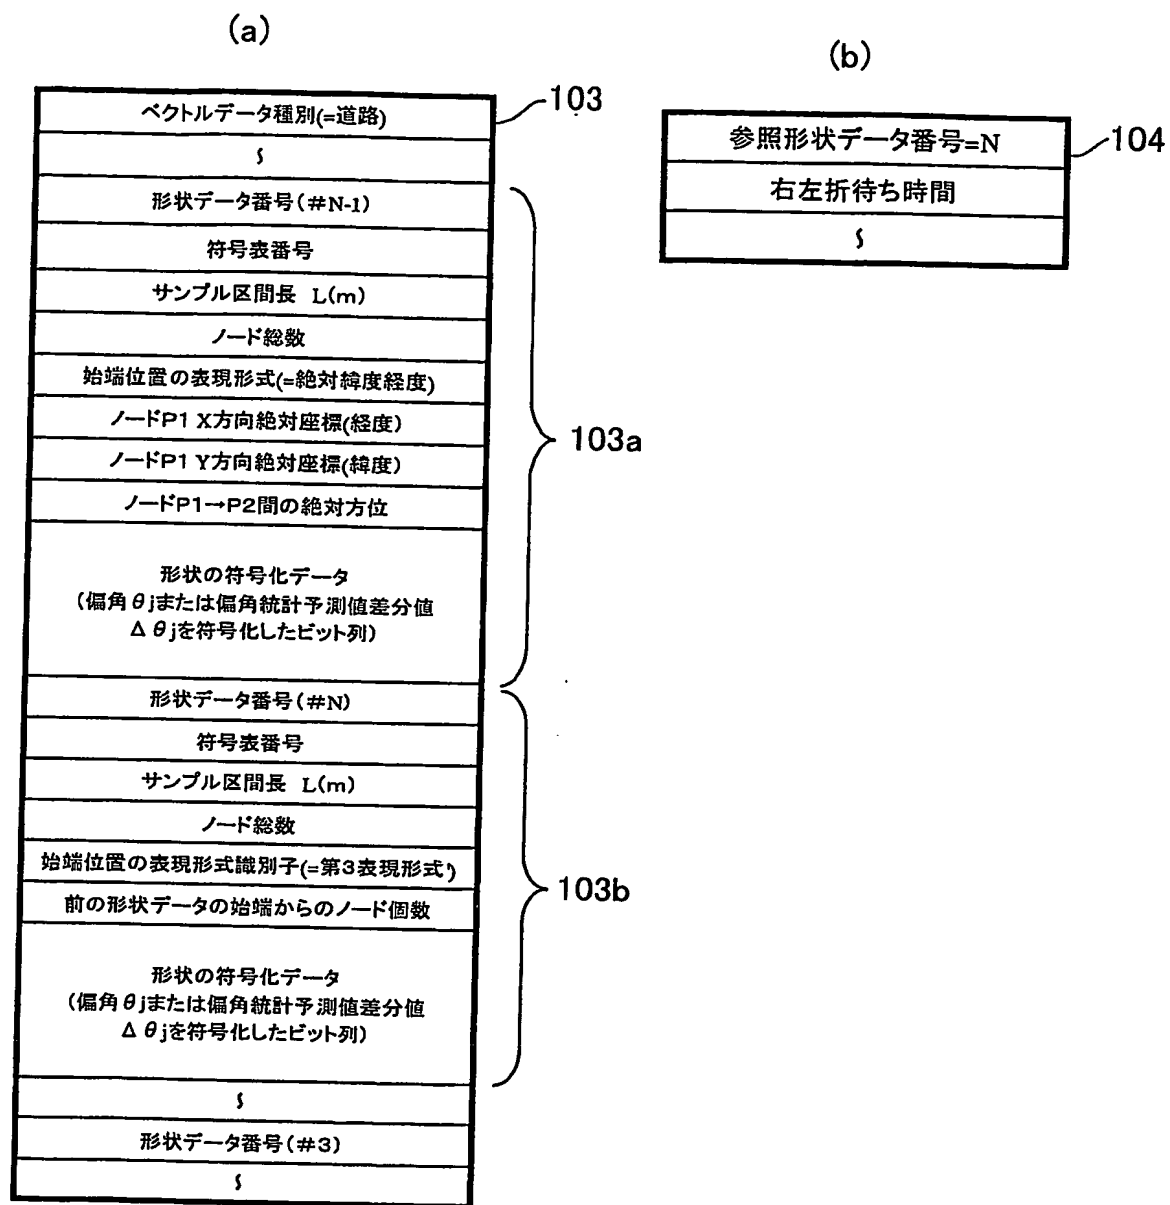 (a)
ベクトルデータ種別(=道路)
∽
形状データ番号(#N-1)
符号表番号
サンプル区間長 L(m)
ノード総数
始端位置の表現形式(=絶対緯度経度)
ノードP1 X方向絶対座標(経度)
ノードP1 Y方向絶対座標(緯度)
ノードP1→P2間の絶対方位
形状の符号化データ
(偏角θjまたは偏角統計予測値差分値
Δθjを符号化したビット列)
形状データ番号(#N)
符号表番号
サンプル区間長 L(m)
ノード総数
始端位置の表現形式識別子(=第3表現形式)
前の形状データの始端からのノード個数
形状の符号化データ
(偏角θjまたは偏角統計予測値差分値
Δθjを符号化したビット列)
∽
形状データ番号(#3)
∽
103
103a
103b
(b)
参照形状データ番号=N
右左折待ち時間
∽
104